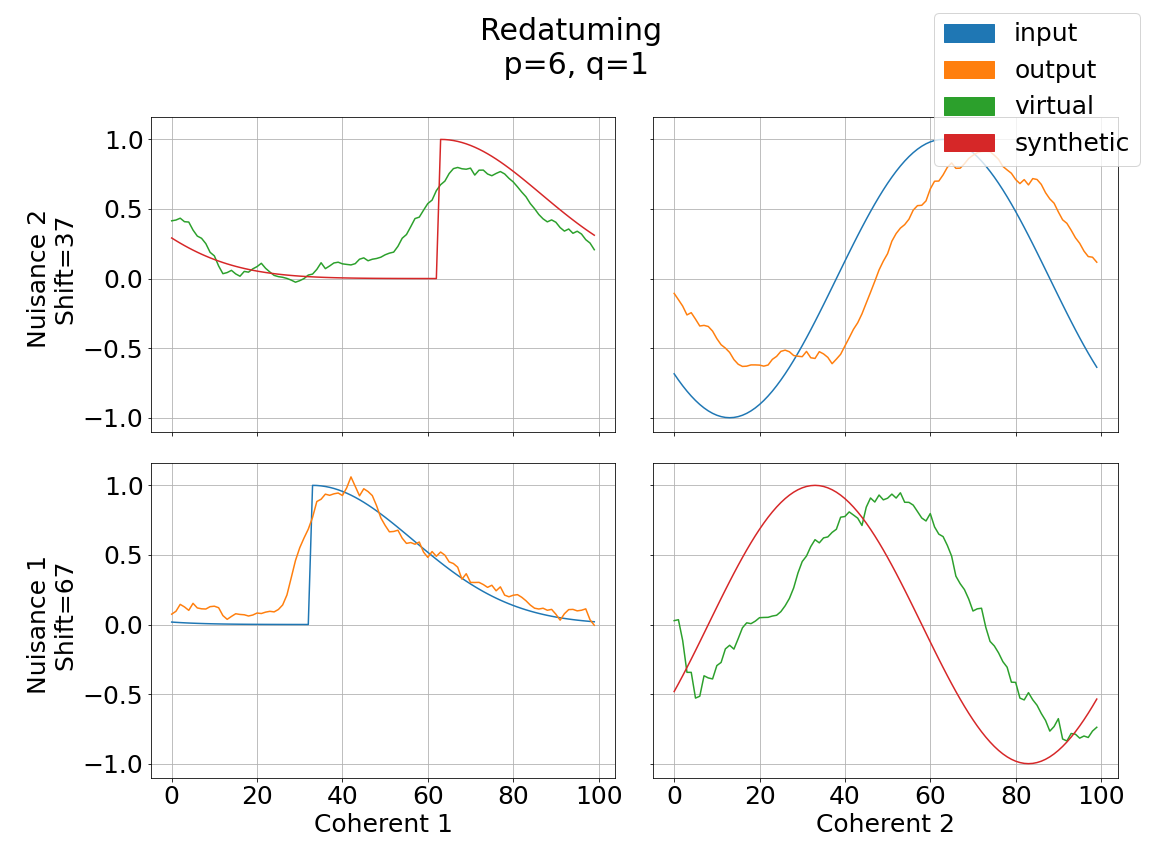 Redatuming
p=6, q=1
input
output
virtual
synthetic
Nuisance 2
Shift=37
1.0
0.5
0.0
−0.5
−1.0
Nuisance 1
Shift=67
1.0
0.5
0.0
−0.5
−1.0
0 20 40 60 80 100
0 20 40 60 80 100
Coherent 1
Coherent 2